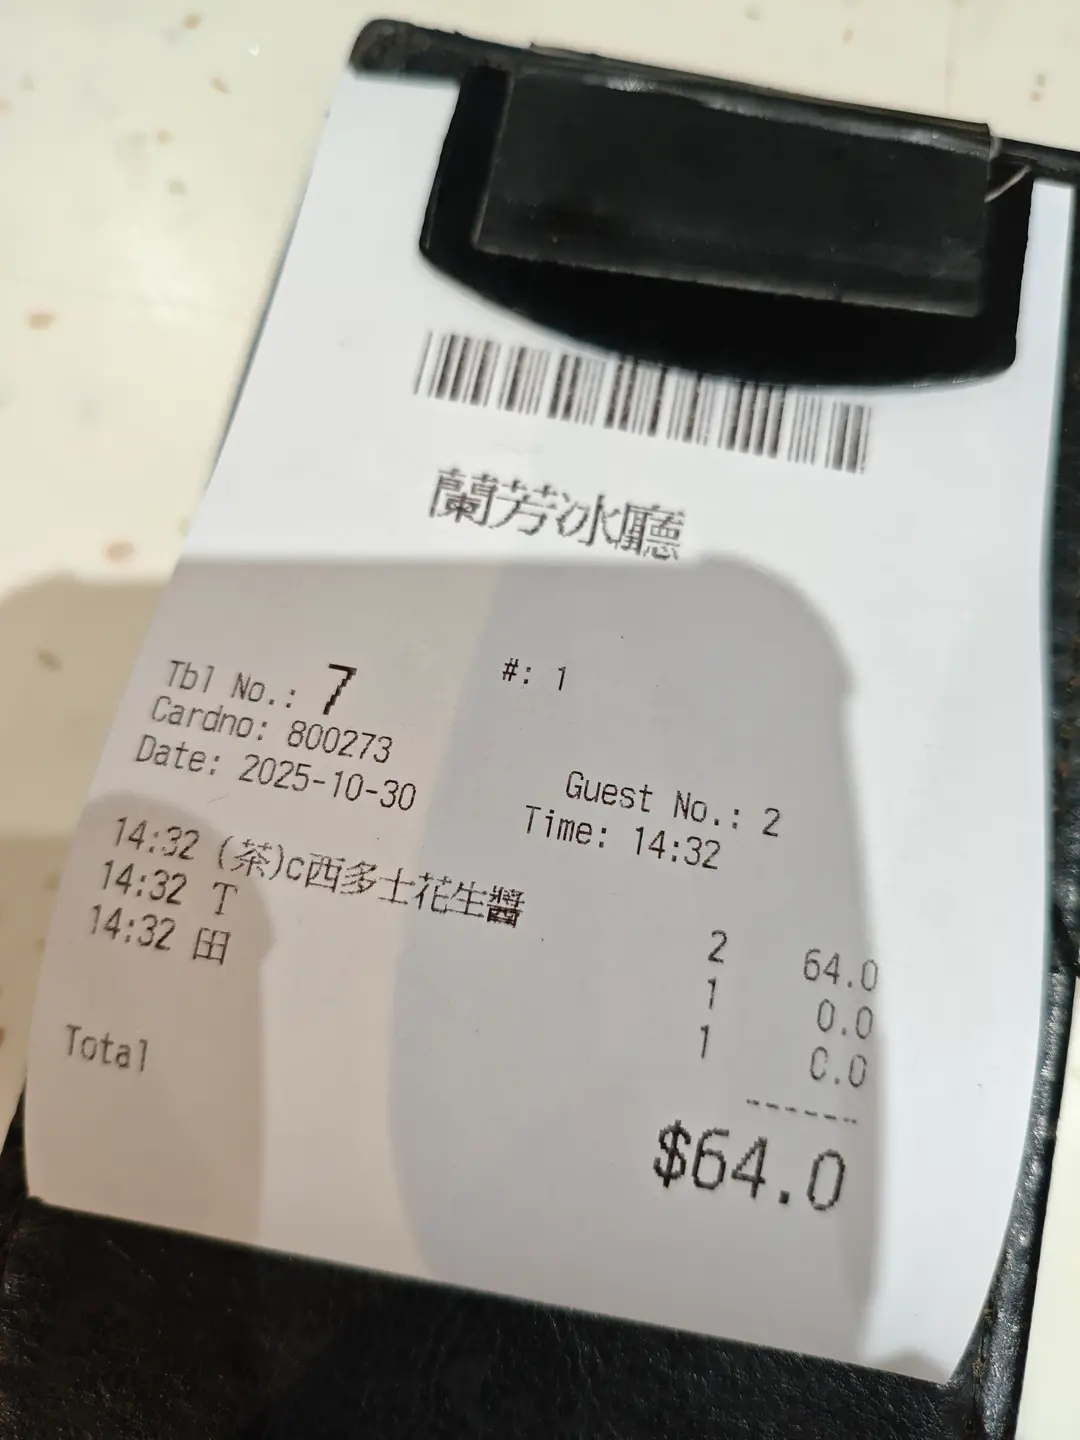 蘭芳冰廳
Tbl No.: 7 #: 1
Cardno: 800273
Date: 2025-10-30
Guest No.: 2
Time: 14:32
14:32 (茶)c西多士花生醬 2 64.0
14:32 T 1 0.0
14:32 田 1 0.0
------
Total $64.0